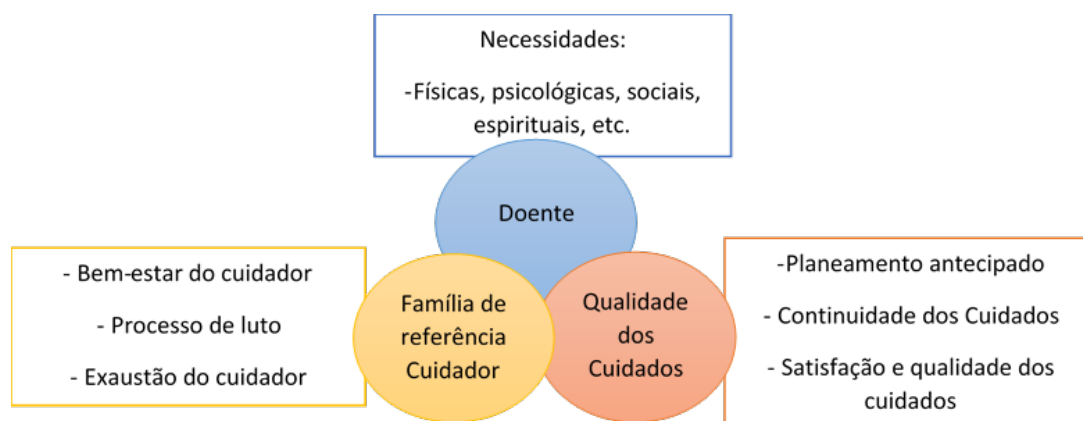 Necessidades:
-Físicas, psicológicas, sociais,
espirituais, etc.
Doente
- Bem-estar do cuidador
- Processo de luto
- Exaustão do cuidador
Família de
referência
Cuidador
Qualidade
dos
Cuidados
-Planeamento antecipado
- Continuidade dos Cuidados
- Satisfação e qualidade dos
cuidados